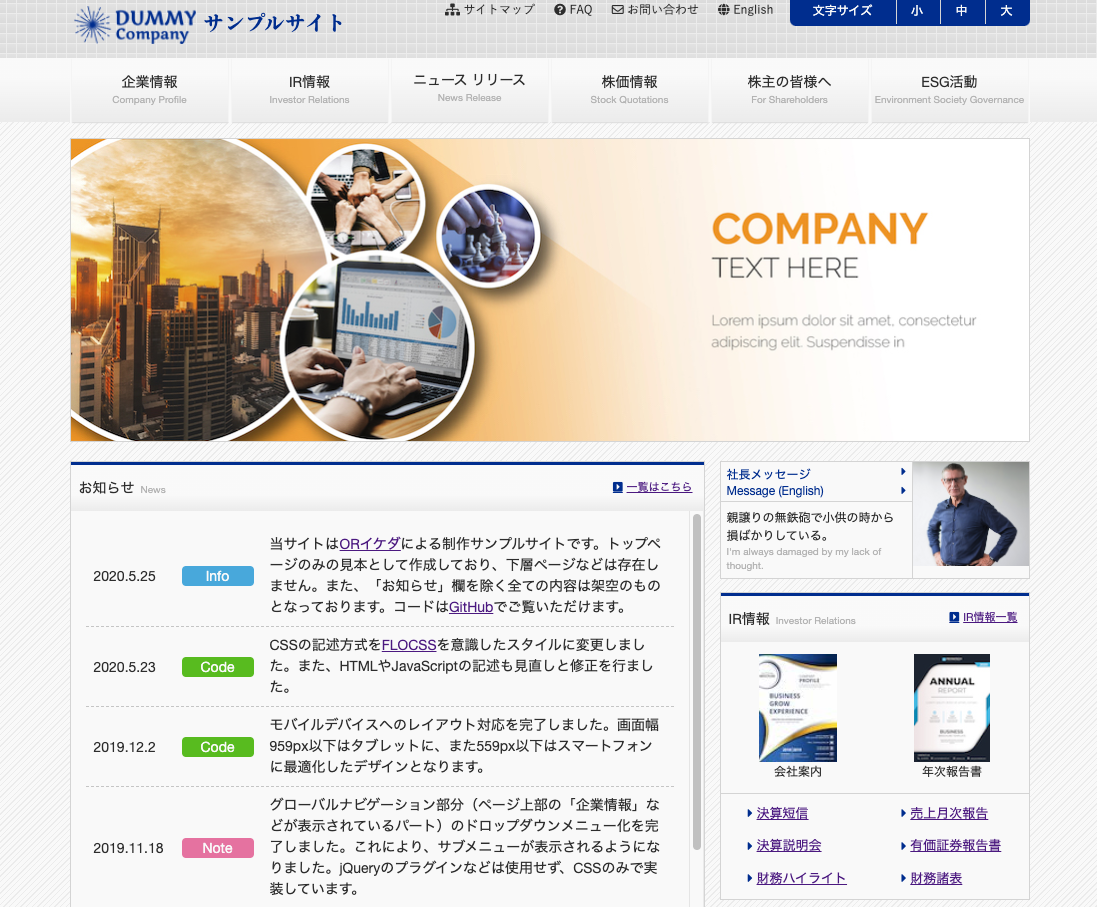 DUMMY
Company
サンプルサイト
サイトマップ
FAQ
お問い合わせ
English
文字サイズ
小
中
大
企業情報
Company Profile
IR情報
Investor Relations
ニュース リリース
News Release
株価情報
Stock Quotations
株主の皆様へ
For Shareholders
ESG活動
Environment Society Governance
COMPANY
TEXT HERE
Lorem ipsum dolor sit amet, consectetur
adipiscing elit. Suspendisse in
お知らせ News
一覧はこちら
2020.5.25
Info
当サイトはORイケダによる制作サンプルサイトです。トップペ
ージのみの見本として作成しており、下層ページなどは存在し
ません。また、「お知らせ」欄を除く全ての内容は架空のもの
となっております。コードはGitHubでご覧いただけます。
2020.5.23
Code
CSSの記述方式をFLOCSSを意識したスタイルに変更しまし
た。また、HTMLやJavaScriptの記述も見直しと修正を行まし
た。
2019.12.2
Code
モバイルデバイスへのレイアウト対応を完了しました。画面幅
959px以下はタブレットに、また559px以下はスマートフォン
に最適化したデザインとなります。
2019.11.18
Note
グローバルナビゲーション部分（ページ上部の「企業情報」な
どが表示されているパート）のドロップダウンメニュー化を完
了しました。これにより、サブメニューが表示されるようにな
りました。jQueryのプラグインなどは使用せず、CSSのみで実
装しています。
社長メッセージ
Message (English)
親譲りの無鉄砲で小供の時から
損ばかりしている。
I'm always damaged by my lack of
thought.
IR情報 Investor Relations
IR情報一覧
BUSINESS
GROW
EXPERIENCE
会社案内
ANNUAL
REPORT
BUSINESS
年次報告書
決算短信
売上月次報告
決算説明会
有価証券報告書
財務ハイライト
財務諸表